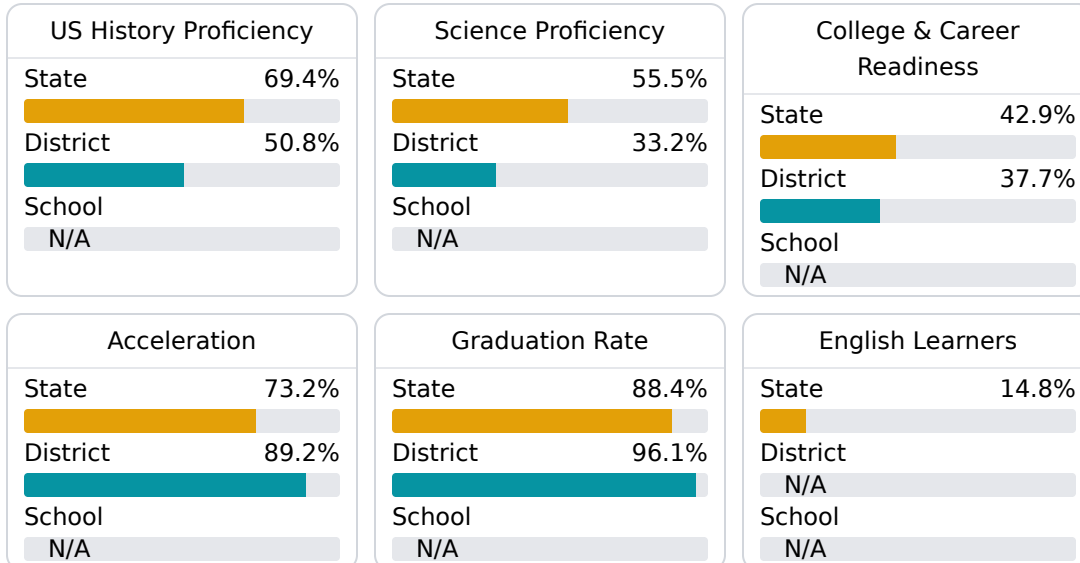 US History Proficiency
State 69.4%
District 50.8%
School
N/A
Science Proficiency
State 55.5%
District 33.2%
School
N/A
College & Career
Readiness
State 42.9%
District 37.7%
School
N/A
Acceleration
State 73.2%
District 89.2%
School
N/A
Graduation Rate
State 88.4%
District 96.1%
School
N/A
English Learners
State 14.8%
District
N/A
School
N/A